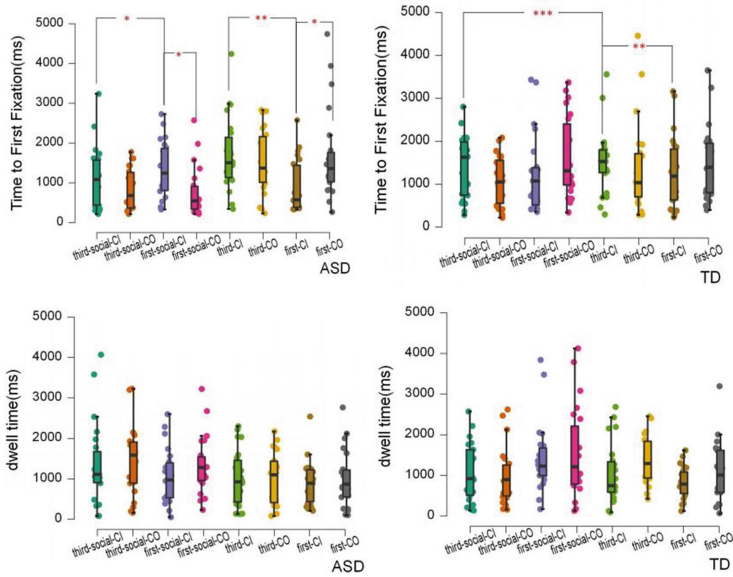 Time to First Fixation(ms)
5000
4000
3000
2000
1000
0
* * ** *
third-social-CI third-social-CO first-social-CI first-social-CO third-CI third-CO first-CI first-CO
ASD
Time to First Fixation(ms)
5000
4000
3000
2000
1000
0
*** **
third-social-CI third-social-CO first-social-CI first-social-CO third-CI third-CO first-CI first-CO
TD
dwell time(ms)
5000
4000
3000
2000
1000
0
third-social-CI third-social-CO first-social-CI first-social-CO third-CI third-CO first-CI first-CO
ASD
dwell time(ms)
5000
4000
3000
2000
1000
0
third-social-CI third-social-CO first-social-CI first-social-CO third-CI third-CO first-CI first-CO
TD